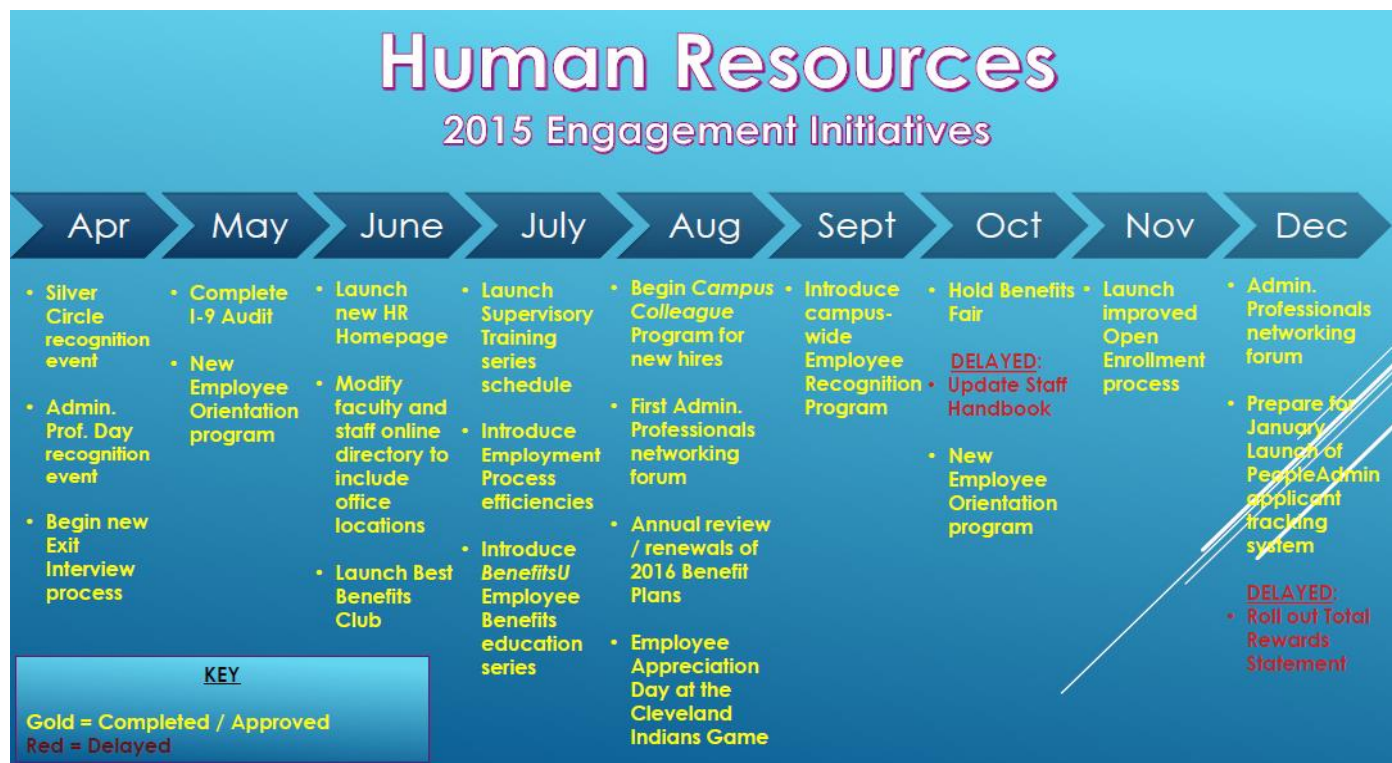 Human Resources
2015 Engagement Initiatives
Apr
May
June
July
Aug
Sept
Oct
Nov
Dec
• Silver
Circle
recognition
event
• Admin.
Prof. Day
recognition
event
• Begin new
Exit
Interview
process
• Complete
I-9 Audit
• New
Employee
Orientation
program
• Launch
new HR
Homepage
• Modify
faculty and
staff online
directory to
include
office
locations
• Launch Best
Benefits
Club
• Launch
Supervisory
Training
series
schedule
• Introduce
Employment
Process
efficiencies
• Introduce
BenefitsU
Employee
Benefits
education
series
• Begin Campus
Colleague
Program for
new hires
• First Admin.
Professionals
networking
forum
• Annual review
/ renewals of
2016 Benefit
Plans
• Employee
Appreciation
Day at the
Cleveland
Indians Game
• Introduce
campus-
wide
Employee
Recognition
Program
• Hold Benefits
Fair
DELAYED:
• Update Staff
Handbook
• New
Employee
Orientation
program
• Launch
improved
Open
Enrollment
process
• Admin.
Professionals
networking
forum
• Prepare for
January
Launch of
PeopleAdmin
applicant
tracking
system
DELAYED:
• Roll out Total
Rewards
Statement
KEY
Gold = Completed / Approved
Red = Delayed